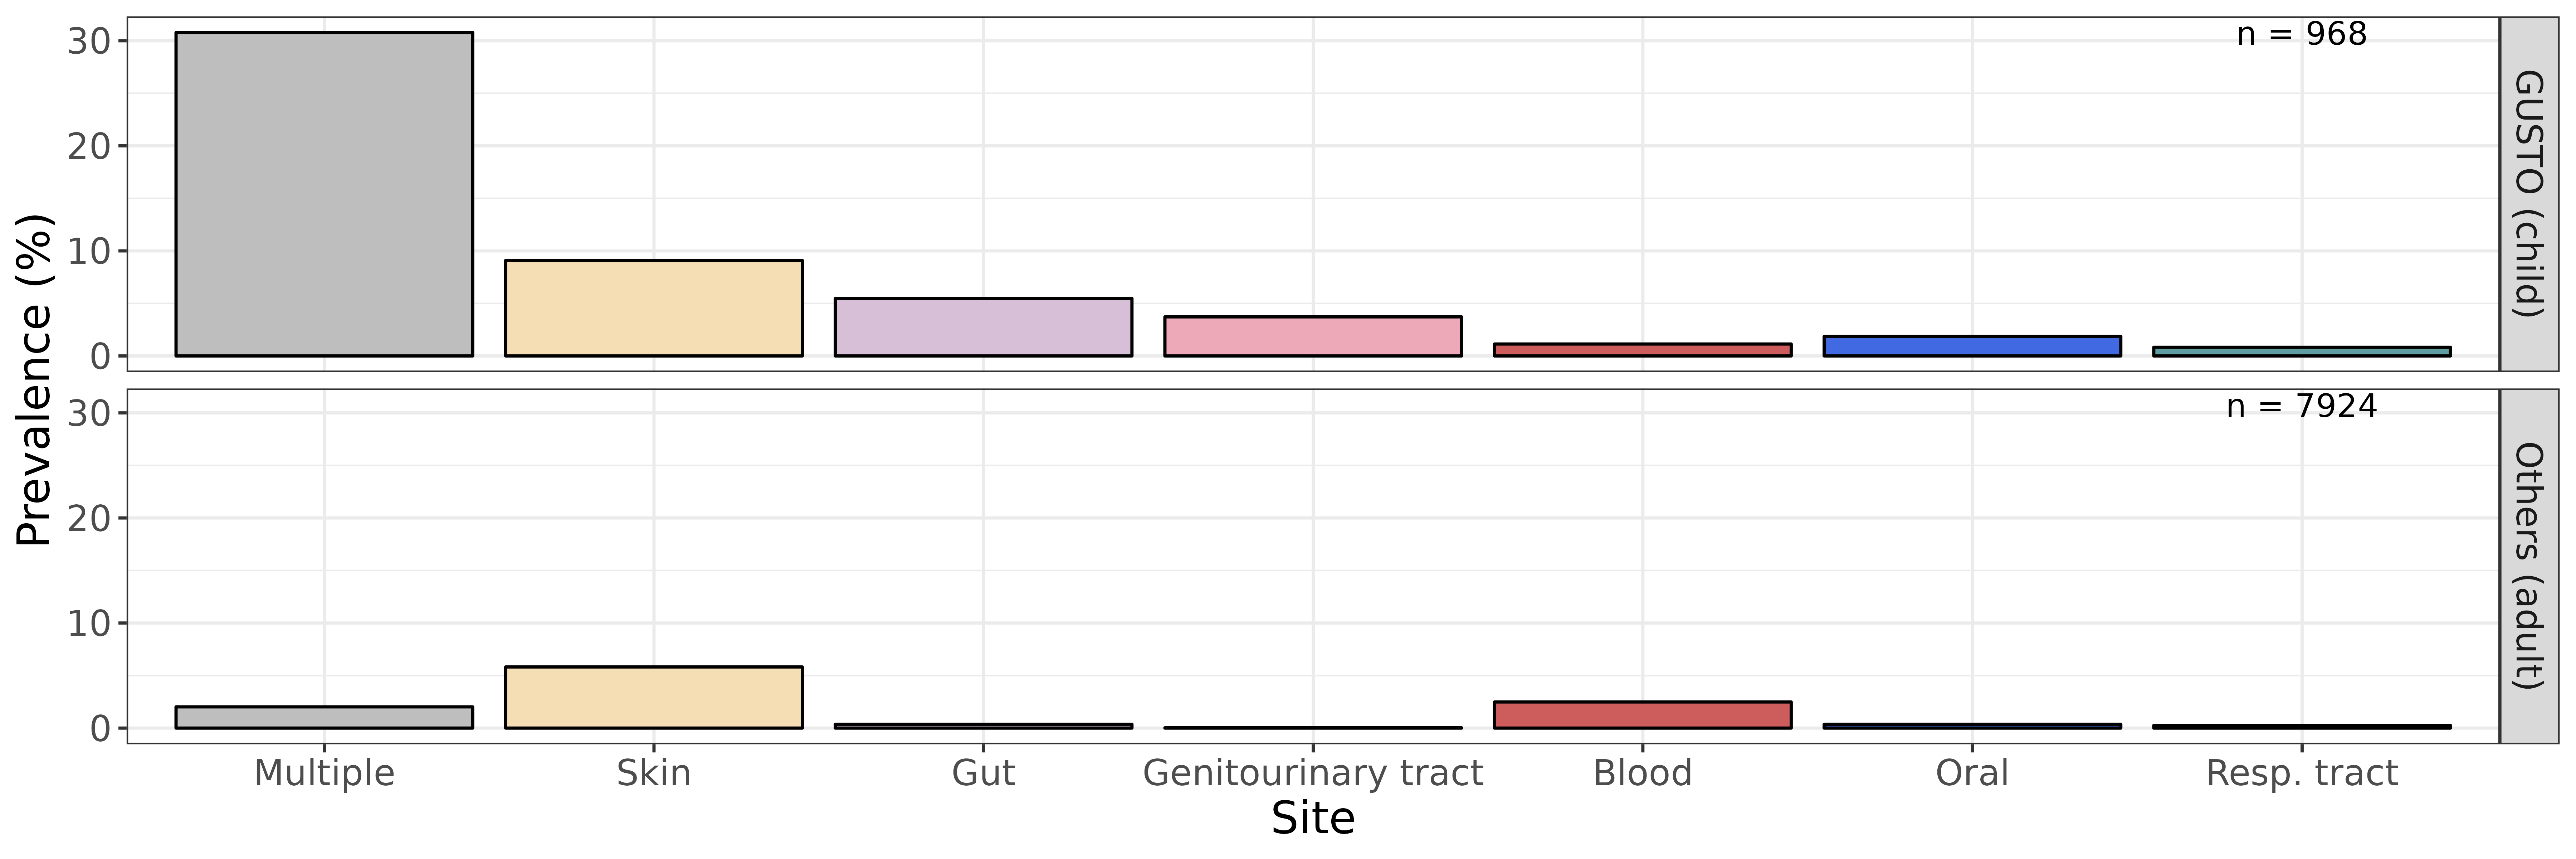 Prevalence (%)
30
20
10
0
n = 968
GUSTO (child)
30
20
10
0
n = 7924
Others (adult)
Multiple
Skin
Gut
Genitourinary tract
Blood
Oral
Resp. tract
Site